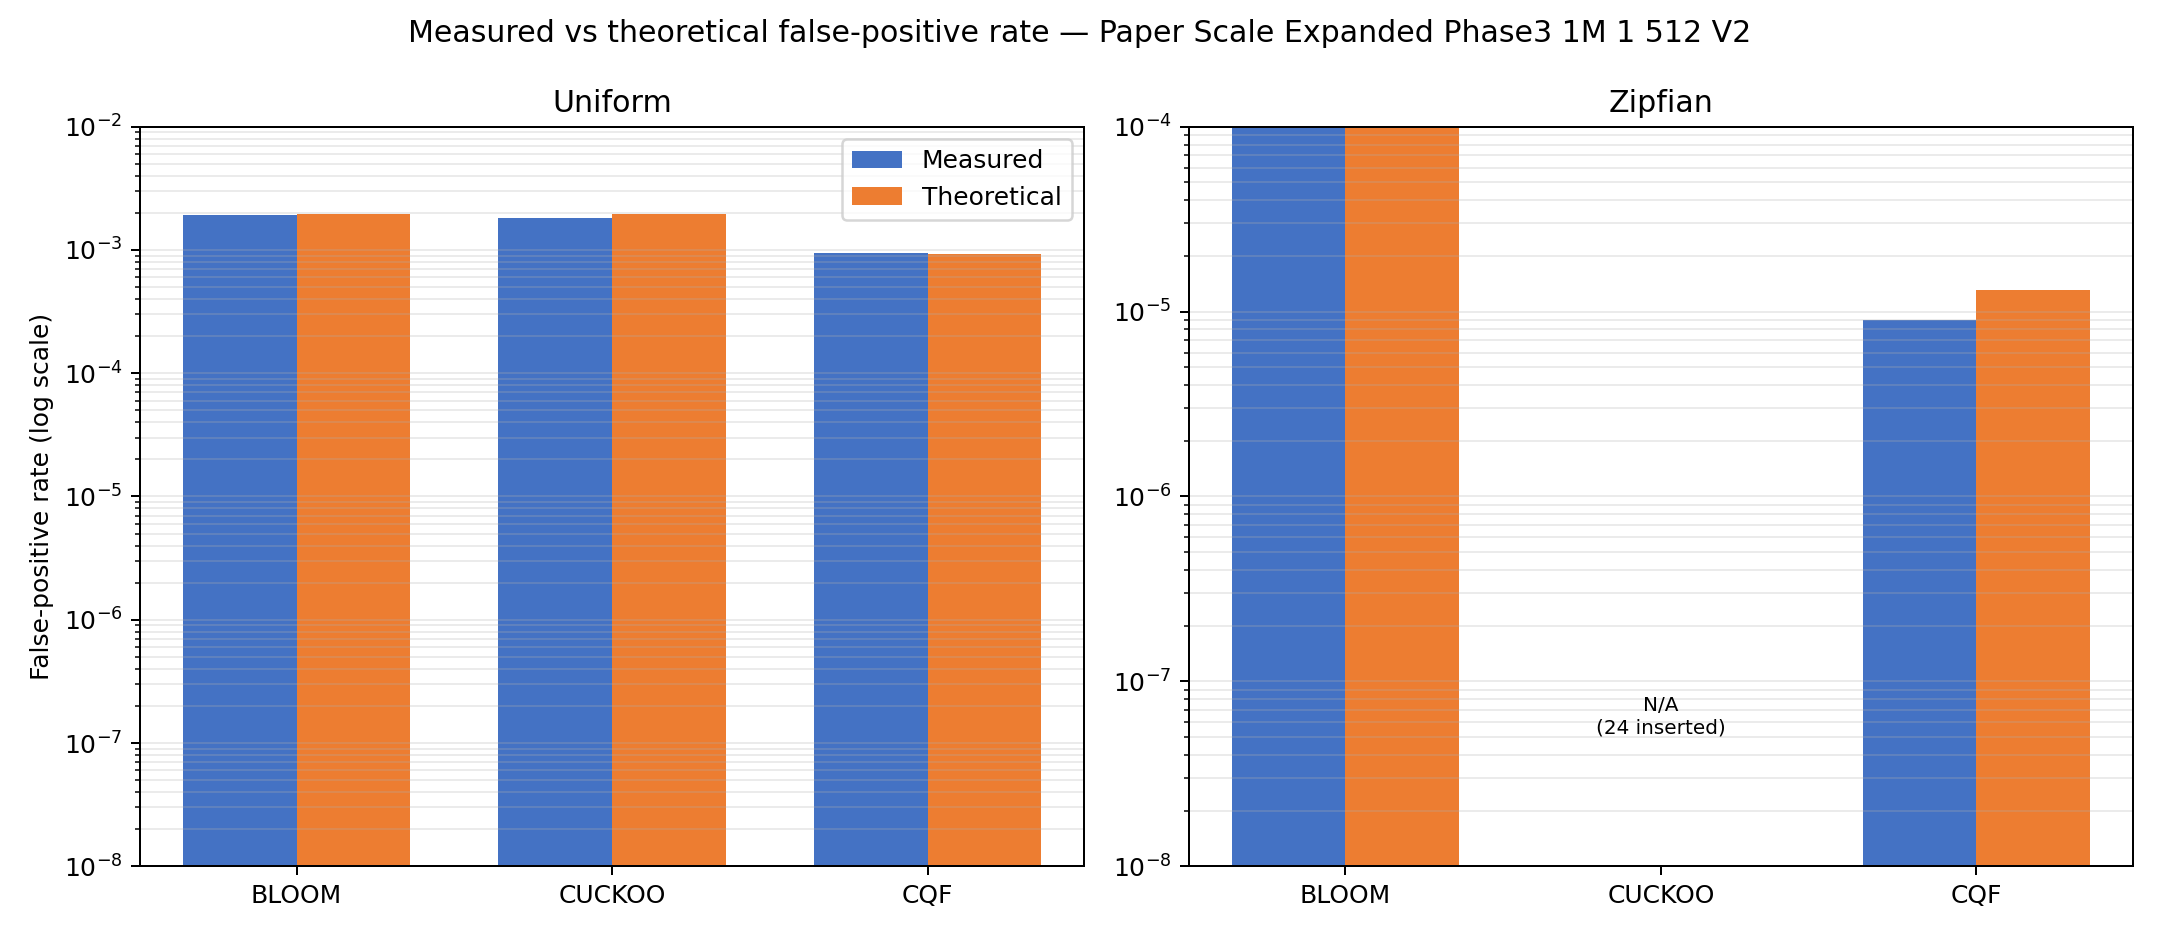 Measured vs theoretical false-positive rate — Paper Scale Expanded Phase3 1M 1 512 V2
Uniform
Measured
Theoretical
False-positive rate (log scale)
10⁻²
10⁻³
10⁻⁴
10⁻⁵
10⁻⁶
10⁻⁷
10⁻⁸
BLOOM
CUCKOO
CQF
Zipfian
10⁻⁴
10⁻⁵
10⁻⁶
10⁻⁷
10⁻⁸
N/A
(24 inserted)
BLOOM
CUCKOO
CQF